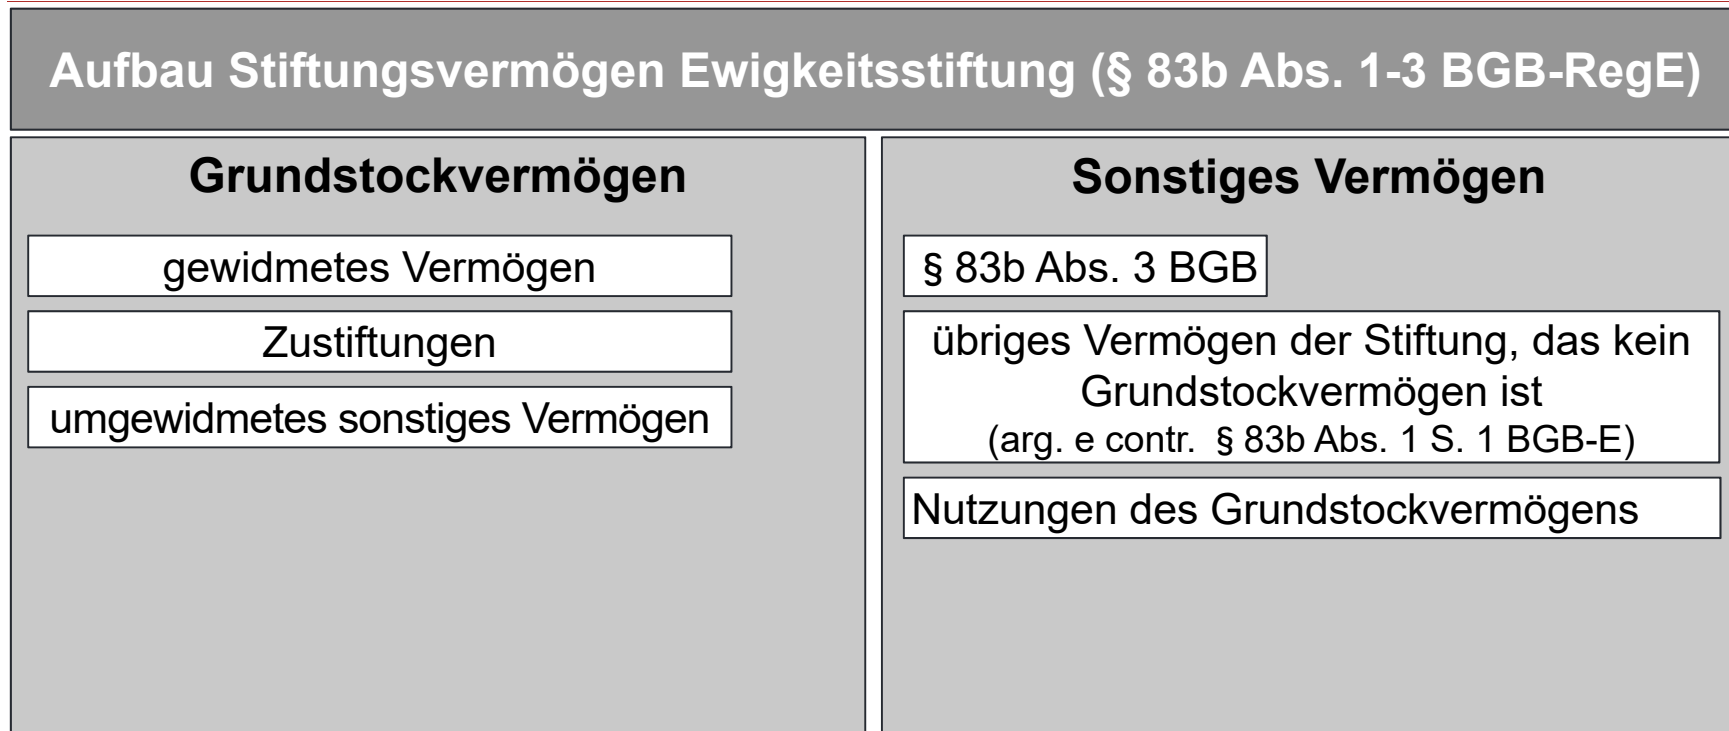 Aufbau Stiftungsvermögen Ewigkeitsstiftung (§ 83b Abs. 1-3 BGB-RegE)
Grundstockvermögen
gewidmetes Vermögen
Zustiftungen
umgewidmetes sonstiges Vermögen
Sonstiges Vermögen
§ 83b Abs. 3 BGB
übriges Vermögen der Stiftung, das kein
Grundstockvermögen ist
(arg. e contr. § 83b Abs. 1 S. 1 BGB-E)
Nutzungen des Grundstockvermögens